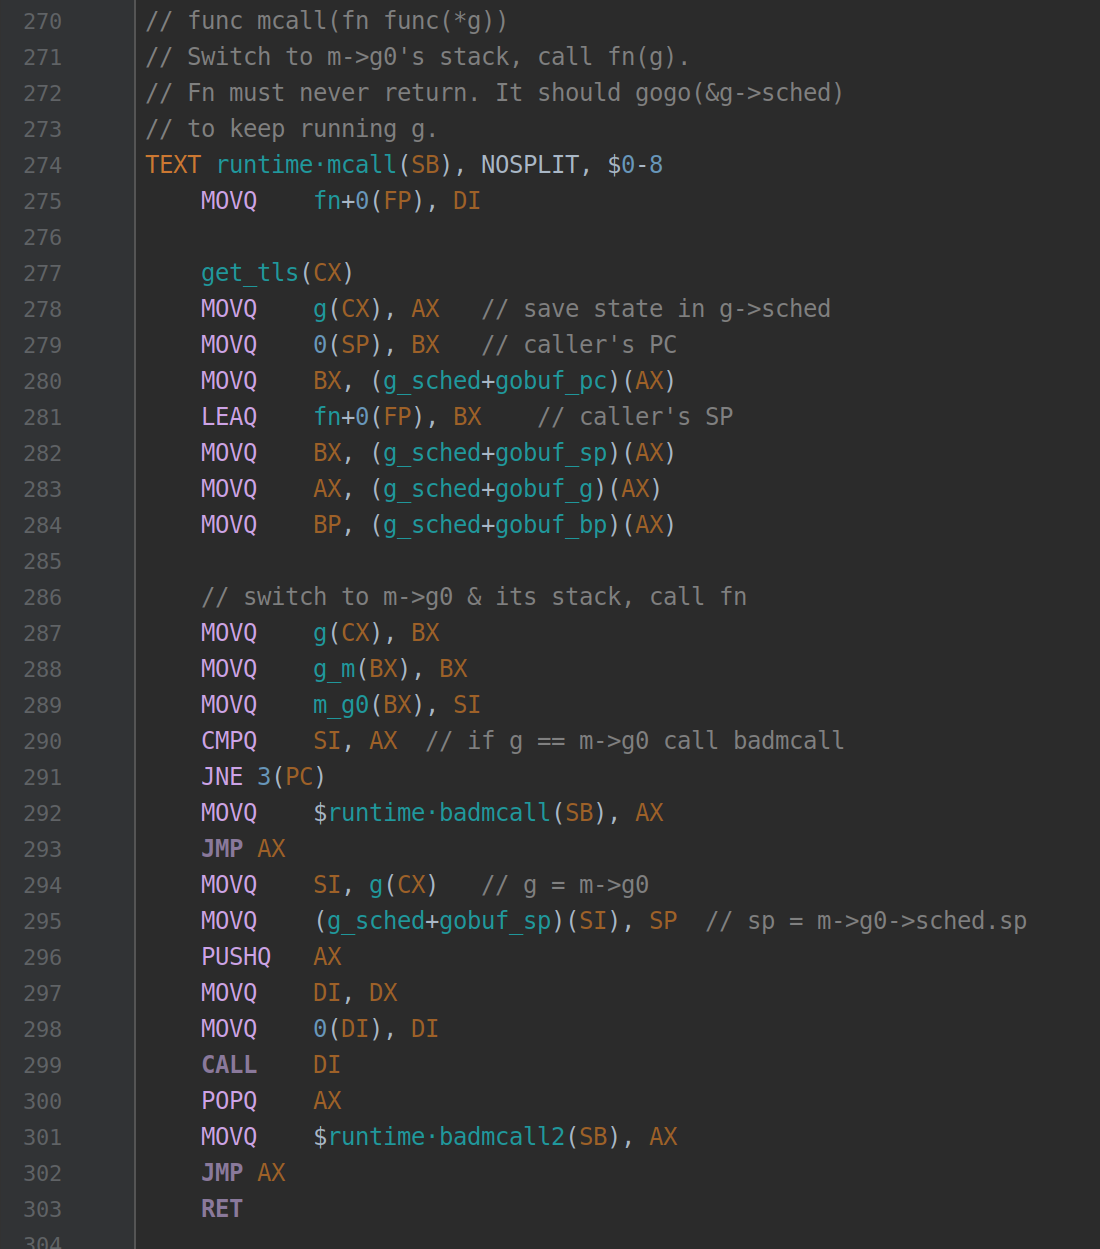 270 // func mcall(fn func(*g))
271 // Switch to m->g0's stack, call fn(g).
272 // Fn must never return. It should gogo(&g->sched)
273 // to keep running g.
274 TEXT runtime·mcall(SB), NOSPLIT, $0-8
275     MOVQ    fn+0(FP), DI
276
277     get_tls(CX)
278     MOVQ    g(CX), AX   // save state in g->sched
279     MOVQ    0(SP), BX   // caller's PC
280     MOVQ    BX, (g_sched+gobuf_pc)(AX)
281     LEAQ    fn+0(FP), BX    // caller's SP
282     MOVQ    BX, (g_sched+gobuf_sp)(AX)
283     MOVQ    AX, (g_sched+gobuf_g)(AX)
284     MOVQ    BP, (g_sched+gobuf_bp)(AX)
285
286     // switch to m->g0 & its stack, call fn
287     MOVQ    g(CX), BX
288     MOVQ    g_m(BX), BX
289     MOVQ    m_g0(BX), SI
290     CMPQ    SI, AX  // if g == m->g0 call badmcall
291     JNE 3(PC)
292     MOVQ    $runtime·badmcall(SB), AX
293     JMP AX
294     MOVQ    SI, g(CX)   // g = m->g0
295     MOVQ    (g_sched+gobuf_sp)(SI), SP  // sp = m->g0->sched.sp
296     PUSHQ   AX
297     MOVQ    DI, DX
298     MOVQ    0(DI), DI
299     CALL    DI
300     POPQ    AX
301     MOVQ    $runtime·badmcall2(SB), AX
302     JMP AX
303     RET
304